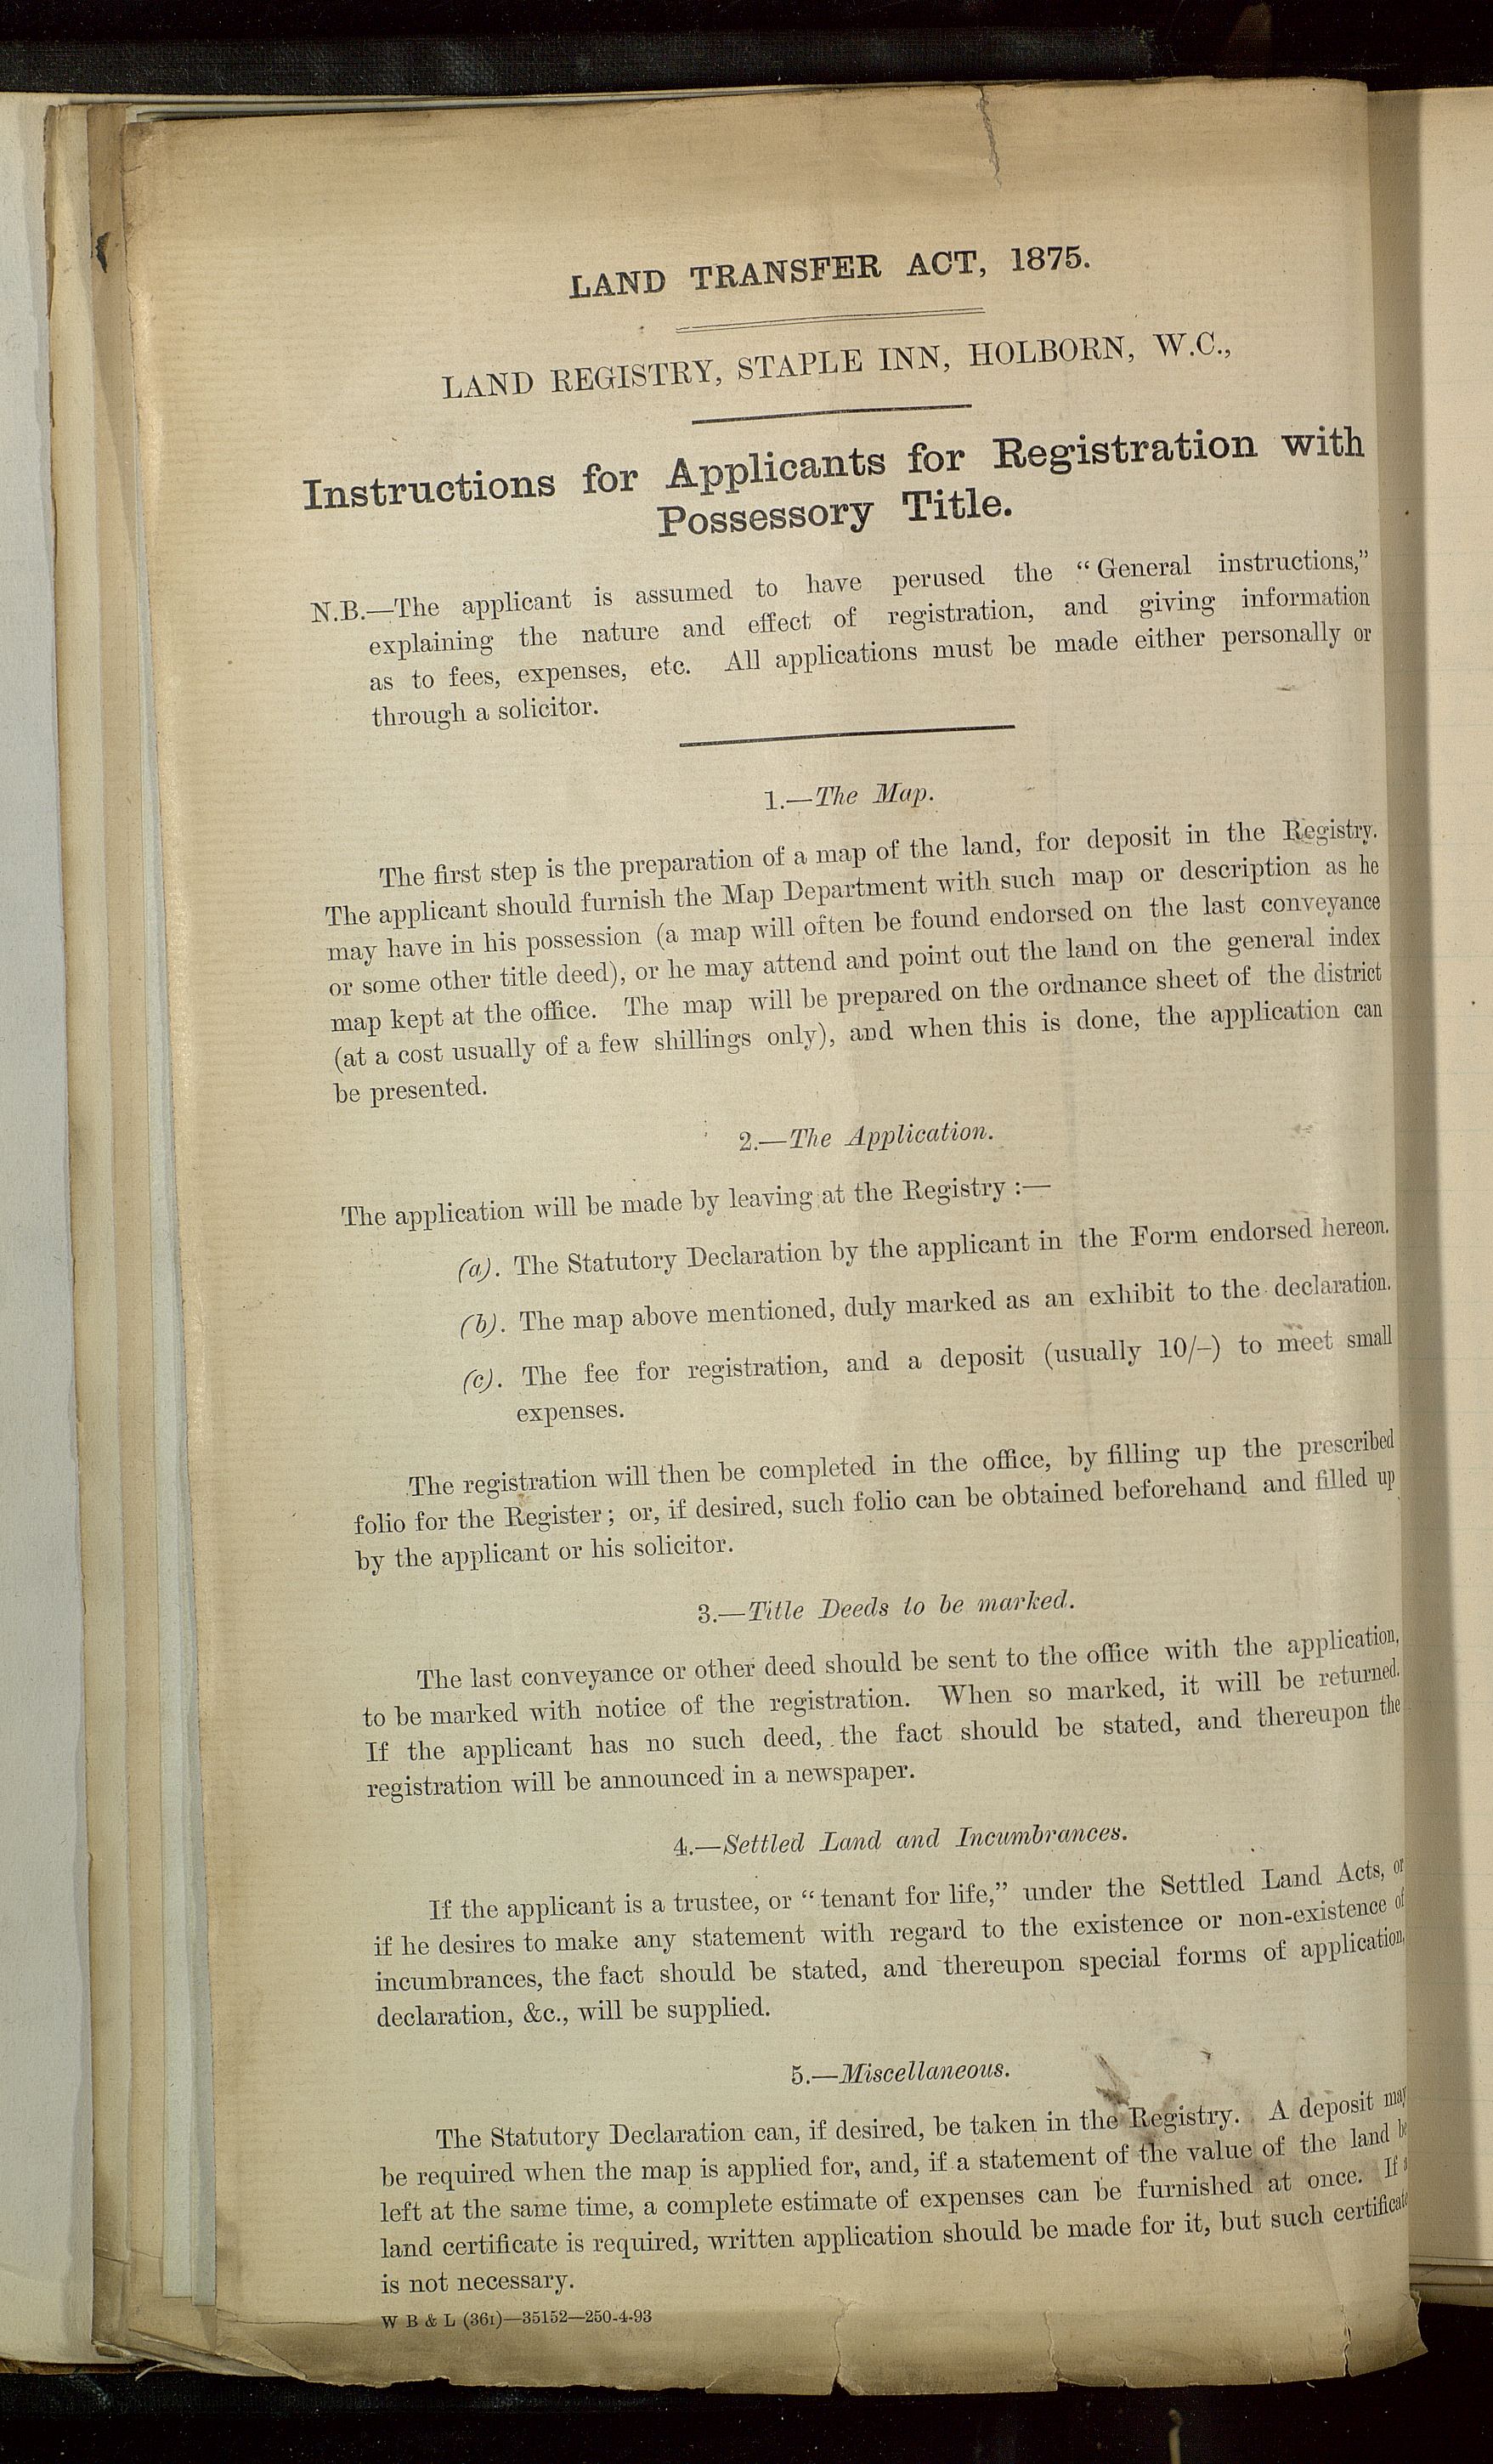 LAND TRANSFER ACT, 1875.
LAND REGISTRY, STAPLE INN, HOLBORN, W.C.,
Instructions for Applicants for Registration with
Possessory Title.
N.B.—The applicant is assumed to have perused the “General instructions,”
explaining the nature and effect of registration, and giving information
as to fees, expenses, etc. All applications must be made either personally or
through a solicitor.
1.—The Map.
The first step is the preparation of a map of the land, for deposit in the Registry.
The applicant should furnish the Map Department with such map or description as he
may have in his possession (a map will often be found endorsed on the last conveyance
or some other title deed), or he may attend and point out the land on the general index
map kept at the office. The map will be prepared on the ordnance sheet of the district
(at a cost usually of a few shillings only), and when this is done, the application can
be presented.
2.—The Application.
The application will be made by leaving at the Registry :—
(a). The Statutory Declaration by the applicant in the Form endorsed hereon.
(b). The map above mentioned, duly marked as an exhibit to the declaration.
(c). The fee for registration, and a deposit (usually 10/–) to meet small
expenses.
The registration will then be completed in the office, by filling up the prescribed
folio for the Register; or, if desired, such folio can be obtained beforehand and filled up
by the applicant or his solicitor.
3.—Title Deeds to be marked.
The last conveyance or other deed should be sent to the office with the application,
to be marked with notice of the registration. When so marked, it will be returned.
If the applicant has no such deed, the fact should be stated, and thereupon the
registration will be announced in a newspaper.
4.—Settled Land and Incumbrances.
If the applicant is a trustee, or “tenant for life,” under the Settled Land Acts, or
if he desires to make any statement with regard to the existence or non-existence of
incumbrances, the fact should be stated, and thereupon special forms of application,
declaration, &c., will be supplied.
5.—Miscellaneous.
The Statutory Declaration can, if desired, be taken in the Registry. A deposit may
be required when the map is applied for, and, if a statement of the value of the land be
left at the same time, a complete estimate of expenses can be furnished at once. If a
land certificate is required, written application should be made for it, but such certificate
is not necessary.
W B & L (361)—35152—250-4-93